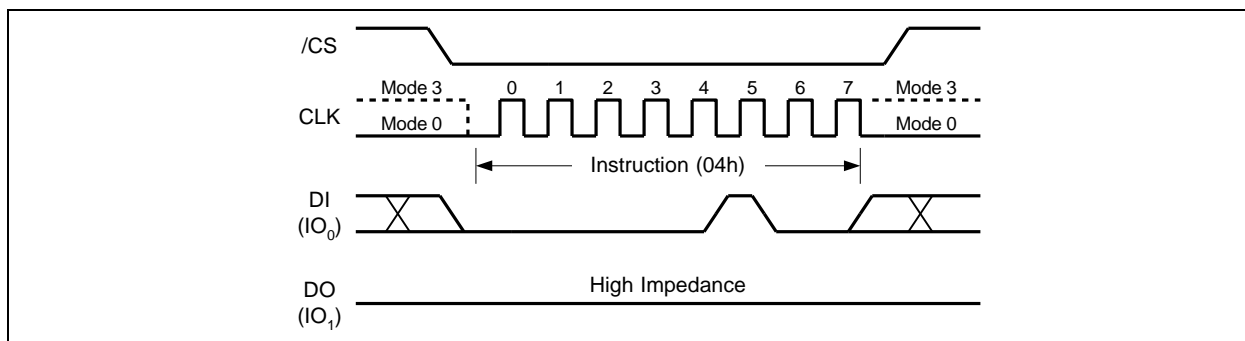 /CS
Mode 3 0 1 2 3 4 5 6 7 Mode 3
CLK
Mode 0 Mode 0
Instruction (04h)
DI
(IO0)
High Impedance
DO
(IO1)